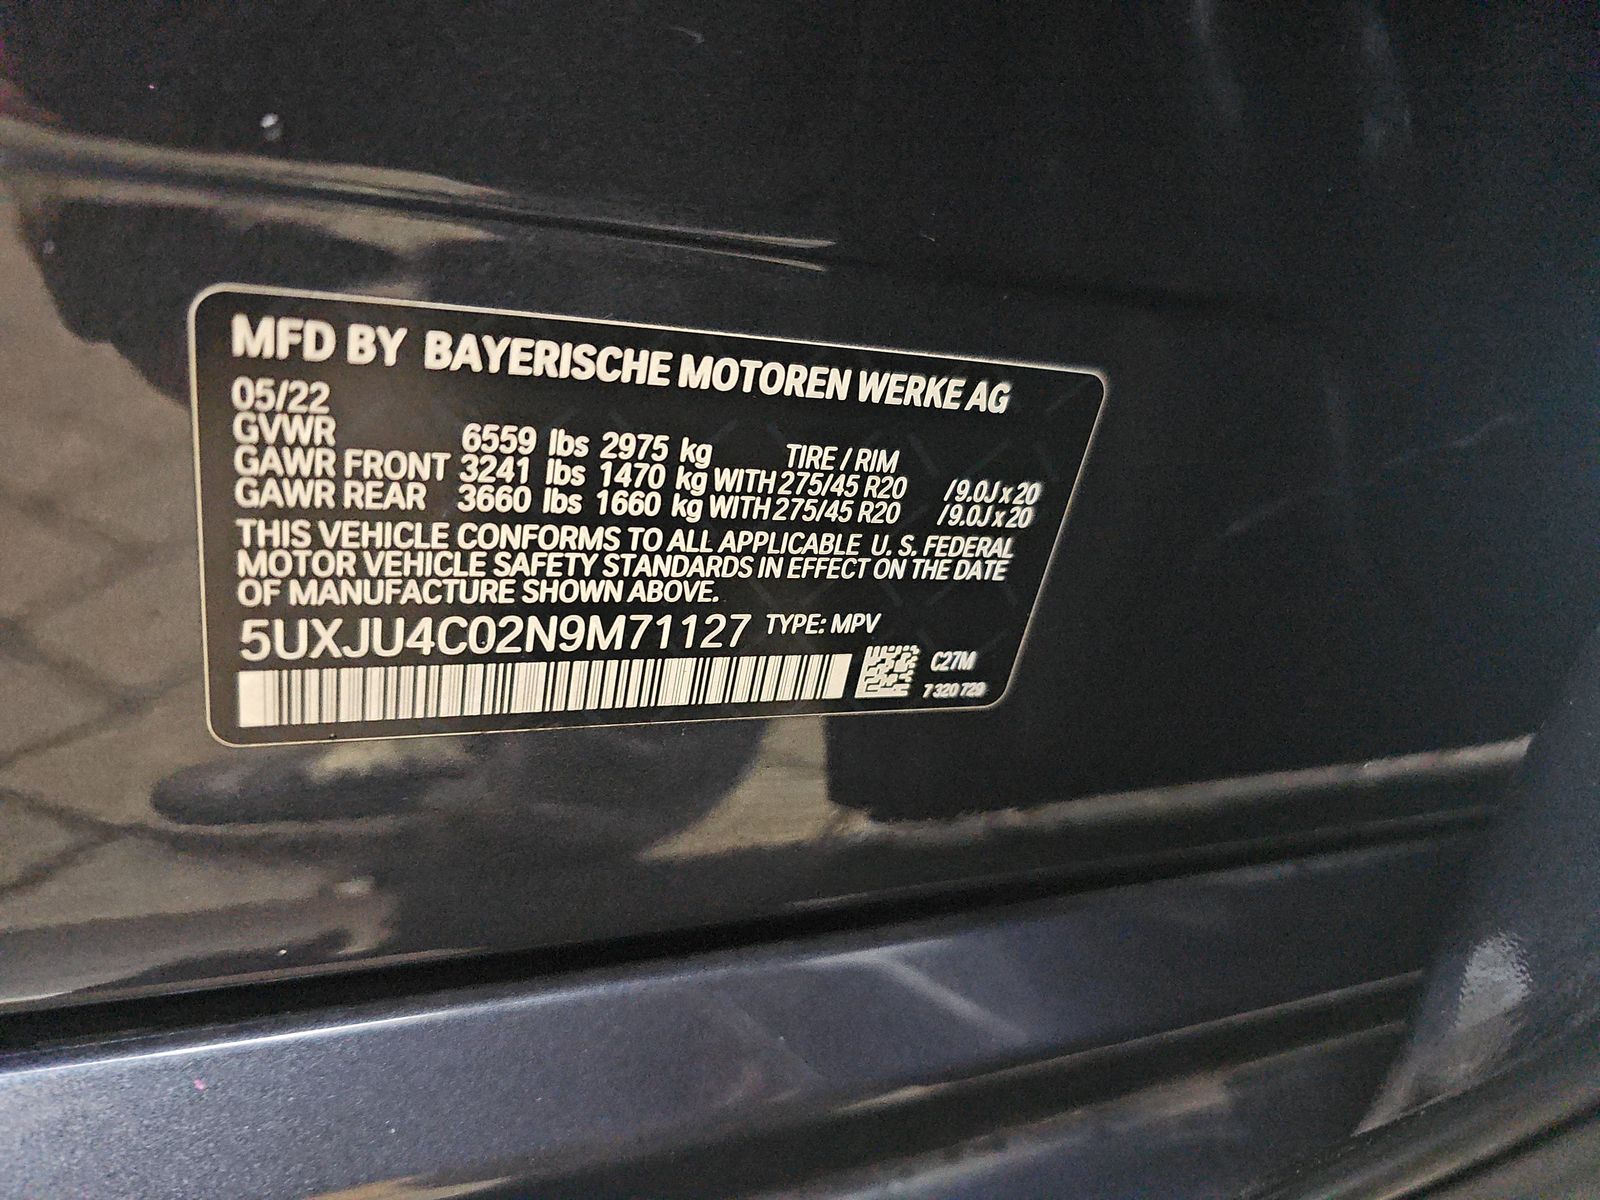 MFD BY BAYERISCHE MOTOREN WERKE AG
05/22
GVWR 6559 lbs 2975 kg TIRE / RIM
GAWR FRONT 3241 lbs 1470 kg WITH 275/45 R20 / 9.0J x 20
GAWR REAR 3660 lbs 1660 kg WITH 275/45 R20 / 9.0J x 20
THIS VEHICLE CONFORMS TO ALL APPLICABLE U. S. FEDERAL
MOTOR VEHICLE SAFETY STANDARDS IN EFFECT ON THE DATE
OF MANUFACTURE SHOWN ABOVE.
5UXJU4C02N9M71127 TYPE: MPV
C27M
7 320 729